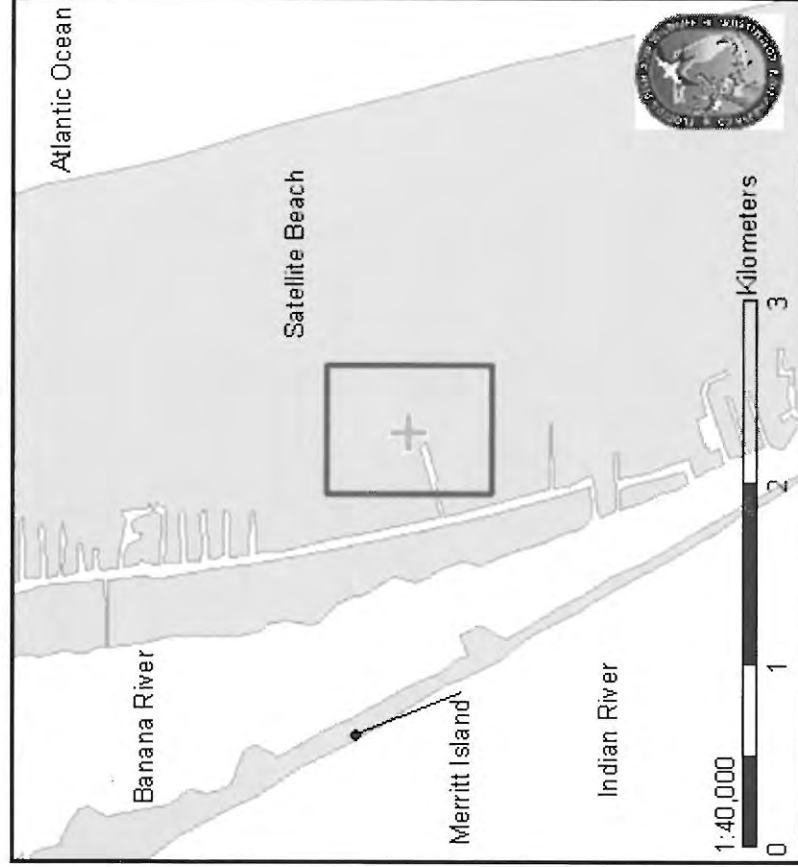 Atlantic Ocean
Satellite Beach
Banana River
Merritt Island
Indian River
1:40,000
Kilometers
0 1 2 3